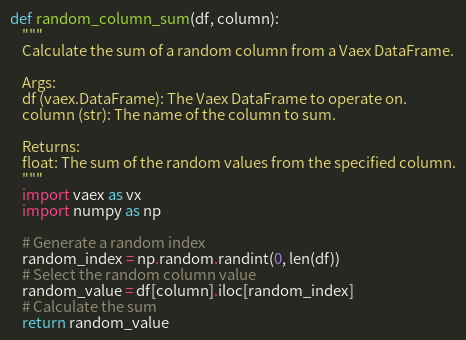 def random_column_sum(df, column):
"""
Calculate the sum of a random column from a Vaex DataFrame.
Args:
df (vaex.DataFrame): The Vaex DataFrame to operate on.
column (str): The name of the column to sum.
Returns:
float: The sum of the random values from the specified column.
"""
import vaex as vx
import numpy as np
# Generate a random index
random_index = np.random.randint(0, len(df))
# Select the random column value
random_value = df[column].iloc[random_index]
# Calculate the sum
return random_value